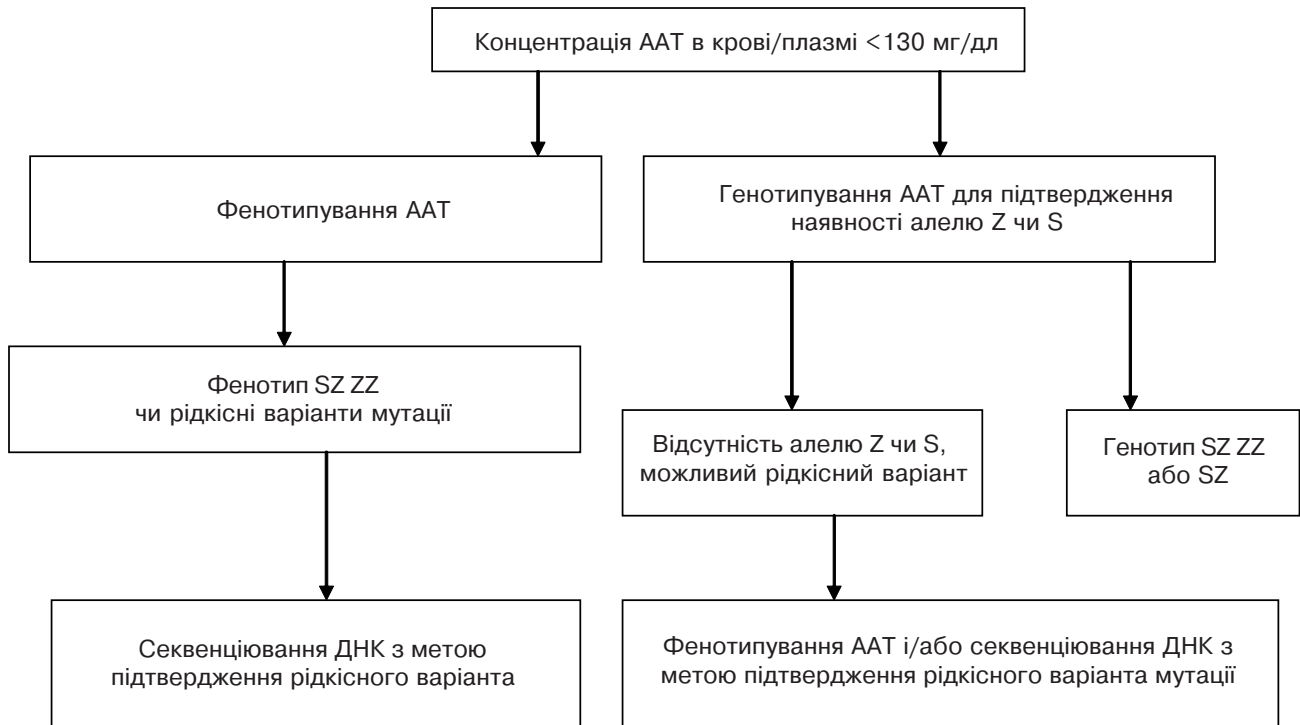 Концентрація ААТ в крові/плазмі <130 мг/дл
Фенотипування ААТ
Генотипування ААТ для підтвердження
наявності алелю Z чи S
Фенотип SZ ZZ
чи рідкісні варіанти мутації
Відсутність алелю Z чи S,
можливий рідкісний варіант
Генотип SZ ZZ
або SZ
Секвенціювання ДНК з метою
підтвердження рідкісного варіанта
Фенотипування ААТ і/або секвенціювання ДНК з
метою підтвердження рідкісного варіанта мутації